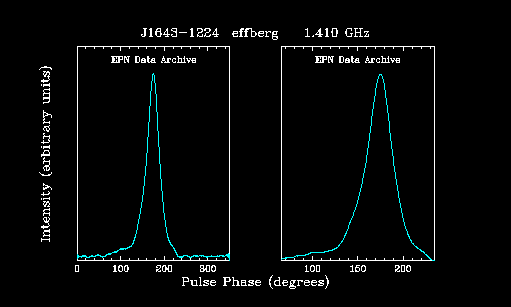 J1643-1224 effberg 1.410 GHz
EPN Data Archive
EPN Data Archive
Intensity (arbitrary units)
0 100 200 300
100 200
Pulse Phase (degrees)